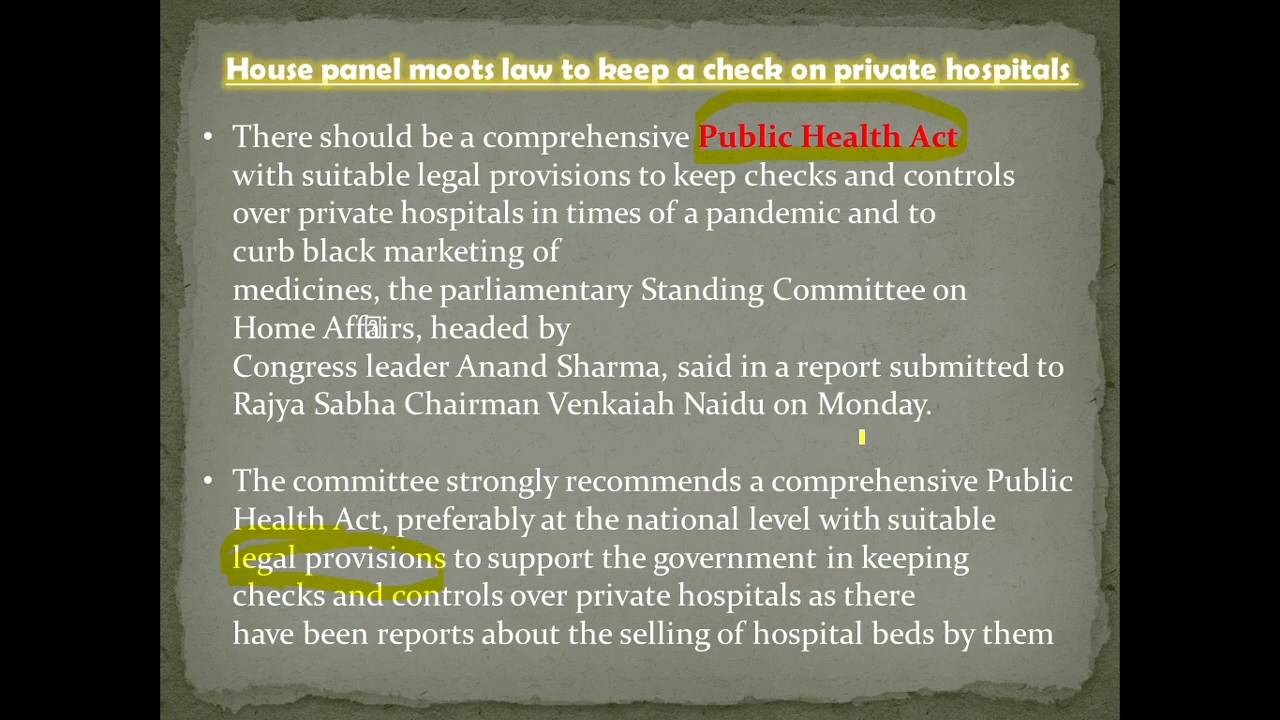 House panel moots law to keep a check on private hospitals
• There should be a comprehensive Public Health Act
with suitable legal provisions to keep checks and controls
over private hospitals in times of a pandemic and to
curb black marketing of
medicines, the parliamentary Standing Committee on
Home Affairs, headed by
Congress leader Anand Sharma, said in a report submitted to
Rajya Sabha Chairman Venkaiah Naidu on Monday.
• The committee strongly recommends a comprehensive Public
Health Act, preferably at the national level with suitable
legal provisions to support the government in keeping
checks and controls over private hospitals as there
have been reports about the selling of hospital beds by them